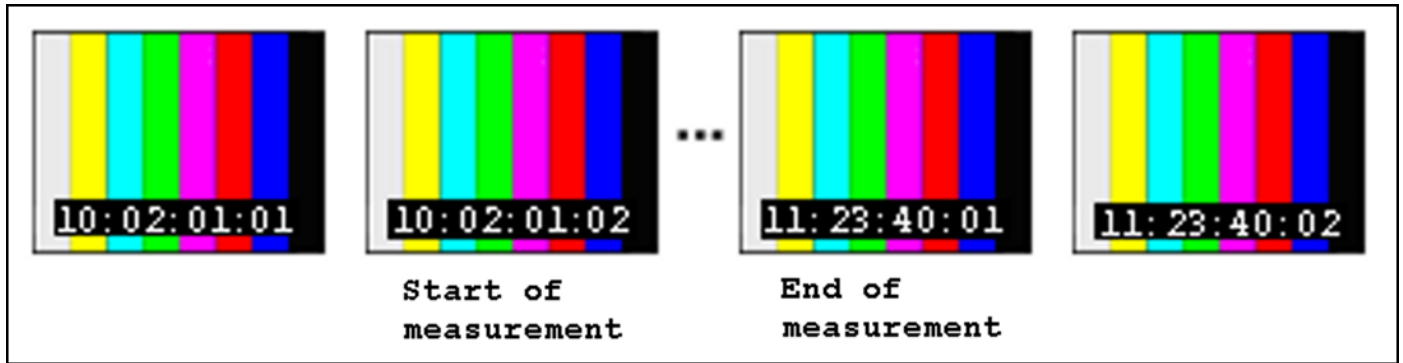 10:02:01:01
10:02:01:02
...
11:23:40:01
11:23:40:02
Start of
measurement
End of
measurement